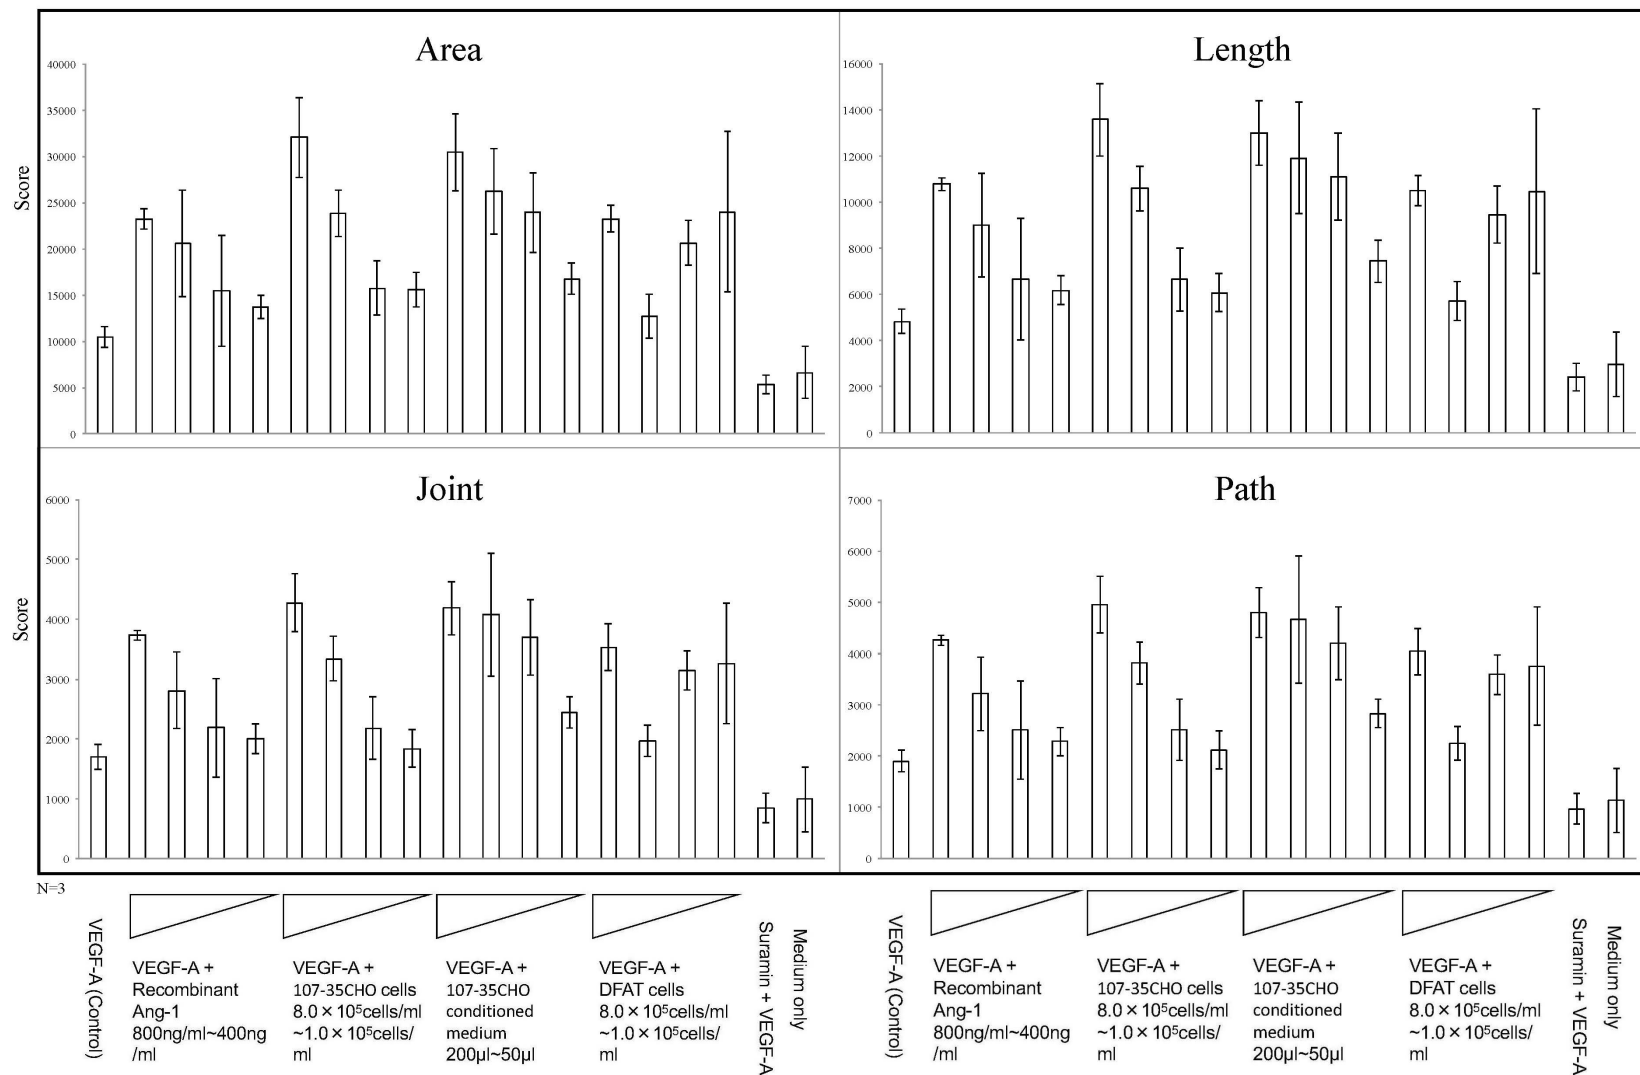 Area
Score
40000
35000
30000
25000
20000
15000
10000
5000
0
Length
16000
14000
12000
10000
8000
6000
4000
2000
0
Joint
Score
6000
5000
4000
3000
2000
1000
0
Path
7000
6000
5000
4000
3000
2000
1000
0
N=3
VEGF-A (Control)
VEGF-A +
Recombinant
Ang-1
800ng/ml~400ng
/ml
VEGF-A +
107-35CHO cells
8.0 × 10⁵cells/ml
~1.0 × 10⁵cells/
ml
VEGF-A +
107-35CHO
conditioned
medium
200µl~50µl
VEGF-A +
DFAT cells
8.0 × 10⁵cells/ml
~1.0 × 10⁵cells/
ml
Suramin + VEGF-A
Medium only
VEGF-A (Control)
VEGF-A +
Recombinant
Ang-1
800ng/ml~400ng
/ml
VEGF-A +
107-35CHO cells
8.0 × 10⁵cells/ml
~1.0 × 10⁵cells/
ml
VEGF-A +
107-35CHO
conditioned
medium
200µl~50µl
VEGF-A +
DFAT cells
8.0 × 10⁵cells/ml
~1.0 × 10⁵cells/
ml
Suramin + VEGF-A
Medium only